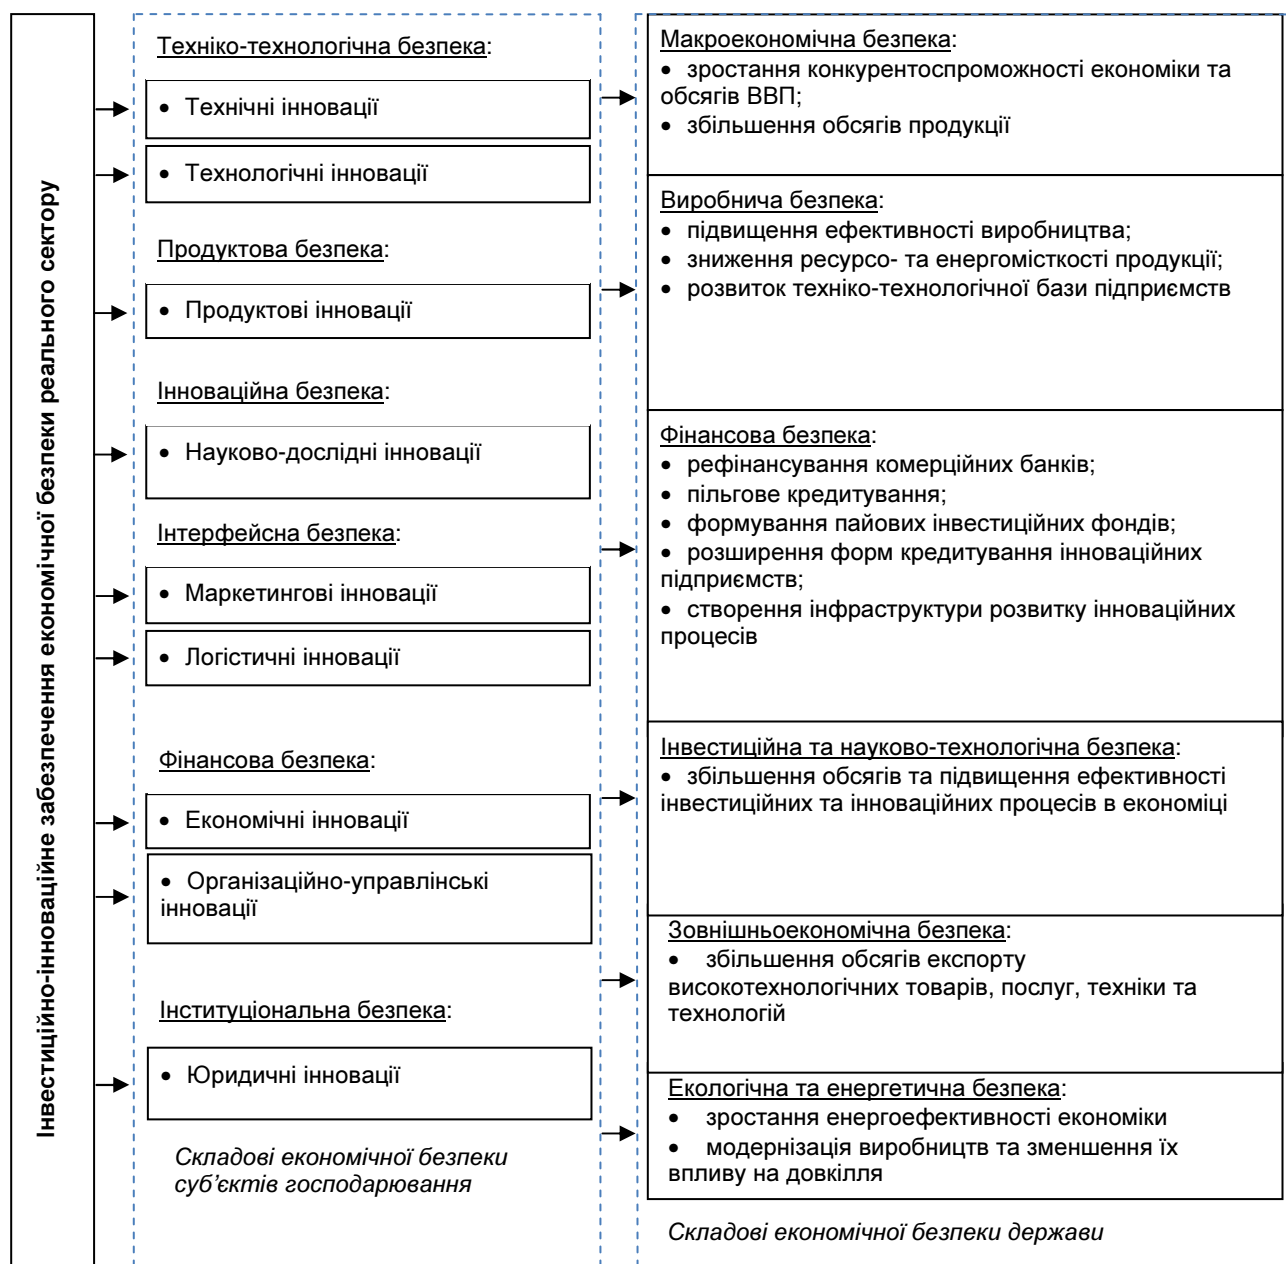 Інвестиційно-інноваційне забезпечення економічної безпеки реального сектору
Техніко-технологічна безпека:
• Технічні інновації
• Технологічні інновації
Продуктова безпека:
• Продуктові інновації
Інноваційна безпека:
• Науково-дослідні інновації
Інтерфейсна безпека:
• Маркетингові інновації
• Логістичні інновації
Фінансова безпека:
• Економічні інновації
• Організаційно-управлінські
інновації
Інституціональна безпека:
• Юридичні інновації
Складові економічної безпеки
суб’єктів господарювання
Макроекономічна безпека:
• зростання конкурентоспроможності економіки та
обсягів ВВП;
• збільшення обсягів продукції
Виробнича безпека:
• підвищення ефективності виробництва;
• зниження ресурсо- та енергомісткості продукції;
• розвиток техніко-технологічної бази підприємств
Фінансова безпека:
• рефінансування комерційних банків;
• пільгове кредитування;
• формування пайових інвестиційних фондів;
• розширення форм кредитування інноваційних
підприємств;
• створення інфраструктури розвитку інноваційних
процесів
Інвестиційна та науково-технологічна безпека:
• збільшення обсягів та підвищення ефективності
інвестиційних та інноваційних процесів в економіці
Зовнішньоекономічна безпека:
• збільшення обсягів експорту
високотехнологічних товарів, послуг, техніки та
технологій
Екологічна та енергетична безпека:
• зростання енергоефективності економіки
• модернізація виробництв та зменшення їх
впливу на довкілля
Складові економічної безпеки держави